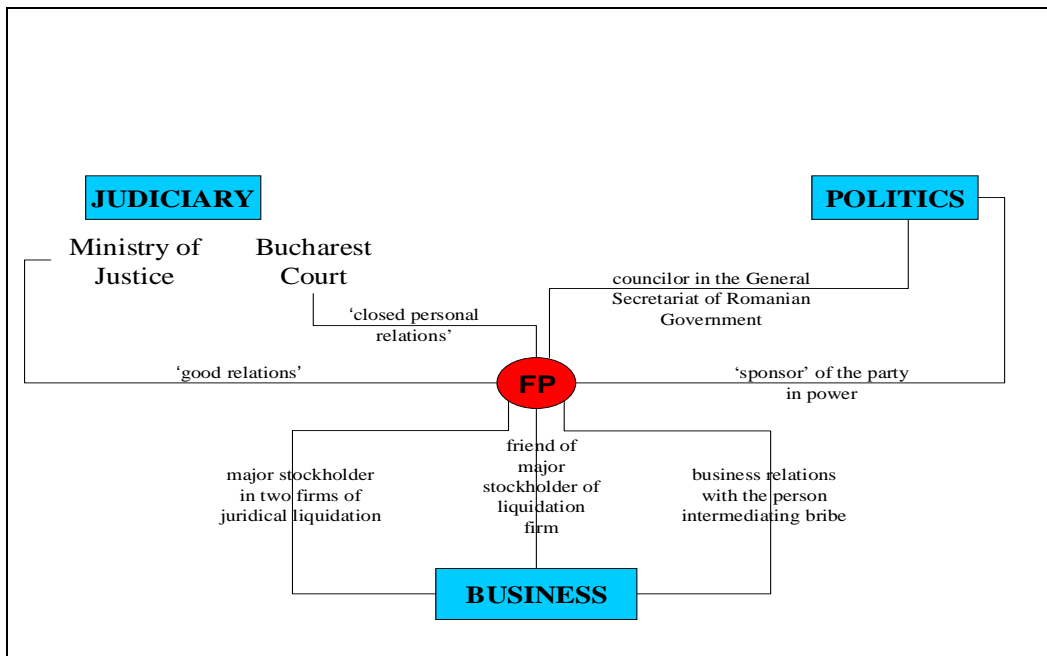 JUDICIARY
POLITICS
Ministry of
Justice
Bucharest
Court
councilor in the General
Secretariat of Romanian
Government
‘closed personal
relations’
‘good relations’
FP
‘sponsor’ of the party
in power
major stockholder
in two firms of
juridical liquidation
friend of
major
stockholder of
liquidation
firm
business relations
with the person
intermediating bribe
BUSINESS